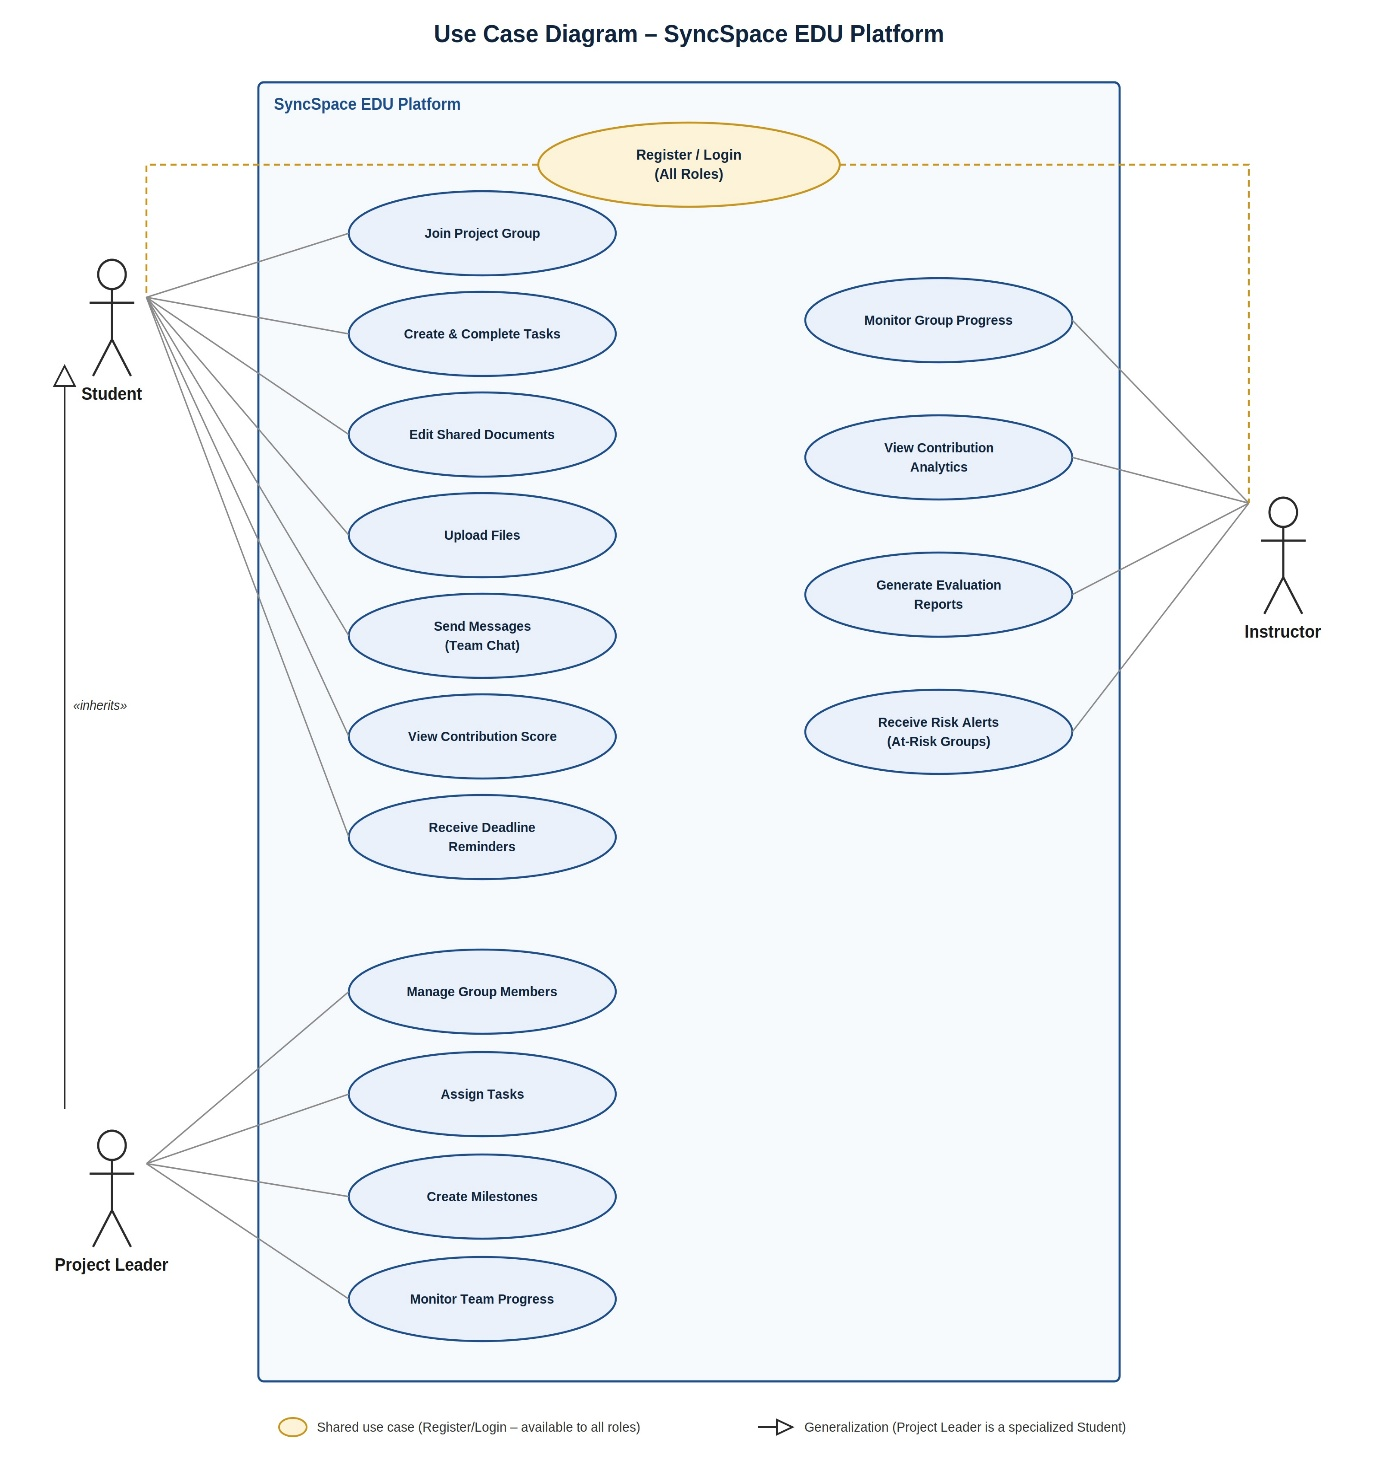 Use Case Diagram – SyncSpace EDU Platform
SyncSpace EDU Platform
Register / Login
(All Roles)
Join Project Group
Create & Complete Tasks
Edit Shared Documents
Upload Files
Send Messages
(Team Chat)
View Contribution Score
Receive Deadline
Reminders
Manage Group Members
Assign Tasks
Create Milestones
Monitor Team Progress
Monitor Group Progress
View Contribution
Analytics
Generate Evaluation
Reports
Receive Risk Alerts
(At-Risk Groups)
Student
«inherits»
Project Leader
Instructor
Shared use case (Register/Login – available to all roles)
Generalization (Project Leader is a specialized Student)